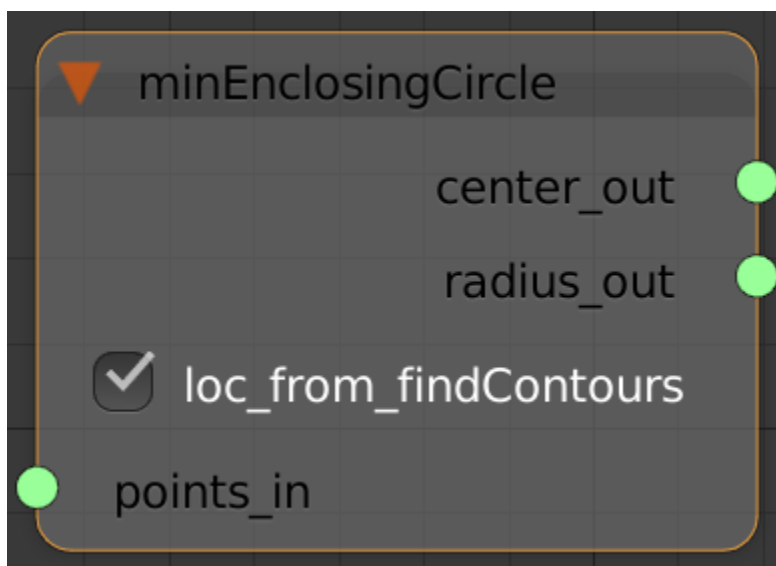 minEnclosingCircle
center_out
radius_out
loc_from_findContours
points_in